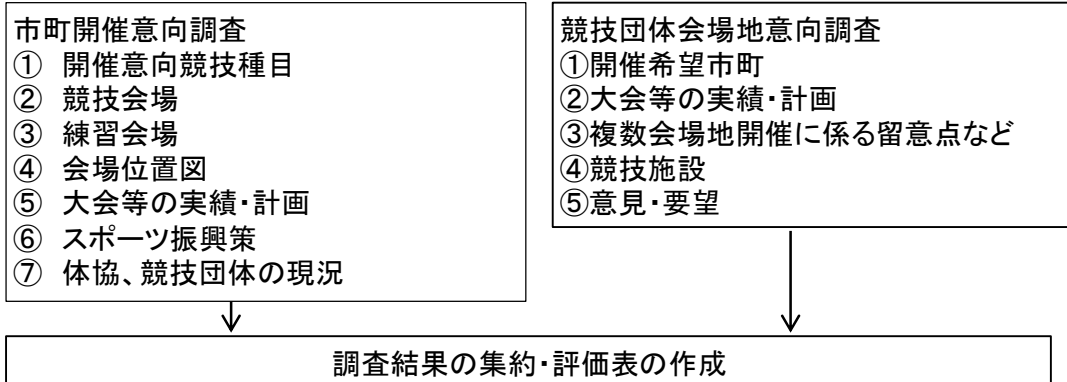 市町開催意向調査
① 開催意向競技種目
② 競技会場
③ 練習会場
④ 会場位置図
⑤ 大会等の実績・計画
⑥ スポーツ振興策
⑦ 体協、競技団体の現況
競技団体会場地意向調査
①開催希望市町
②大会等の実績・計画
③複数会場地開催に係る留意点など
④競技施設
⑤意見・要望
調査結果の集約・評価表の作成